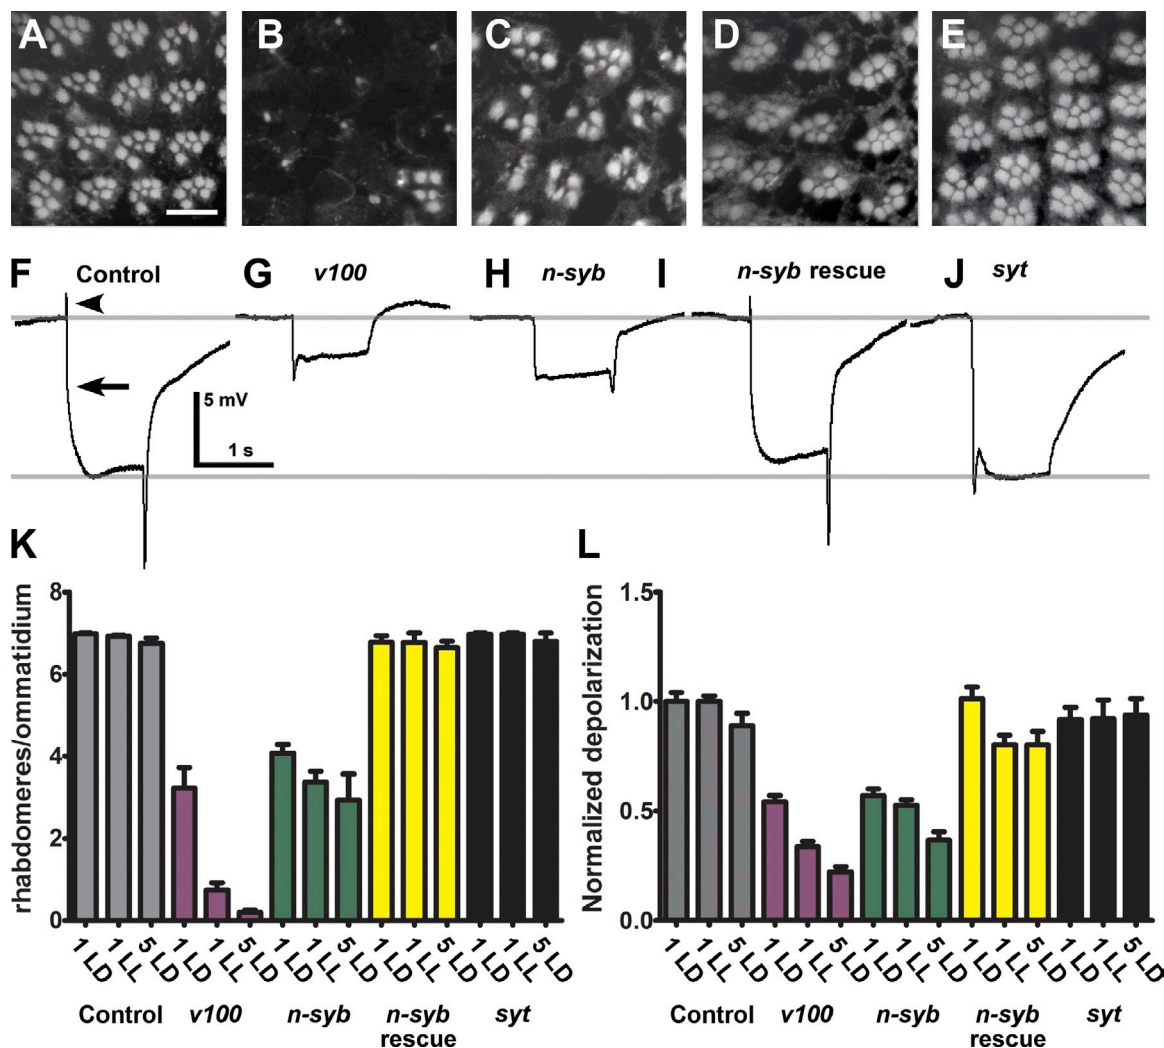 A B C D E
F Control G v100 H n-syb I n-syb rescue J syt
5 mV
1 s
K L
rhabdomeres/ommatidium
8
6
4
2
0
1 LD 1 LL 5 LD 1 LD 1 LL 5 LD 1 LD 1 LL 5 LD 1 LD 1 LL 5 LD 1 LD 1 LL 5 LD
Control v100 n-syb n-syb syt
rescue
Normalized depolarization
1.5
1.0
0.5
0.0
1 LD 1 LL 5 LD 1 LD 1 LL 5 LD 1 LD 1 LL 5 LD 1 LD 1 LL 5 LD 1 LD 1 LL 5 LD
Control v100 n-syb n-syb syt
rescue